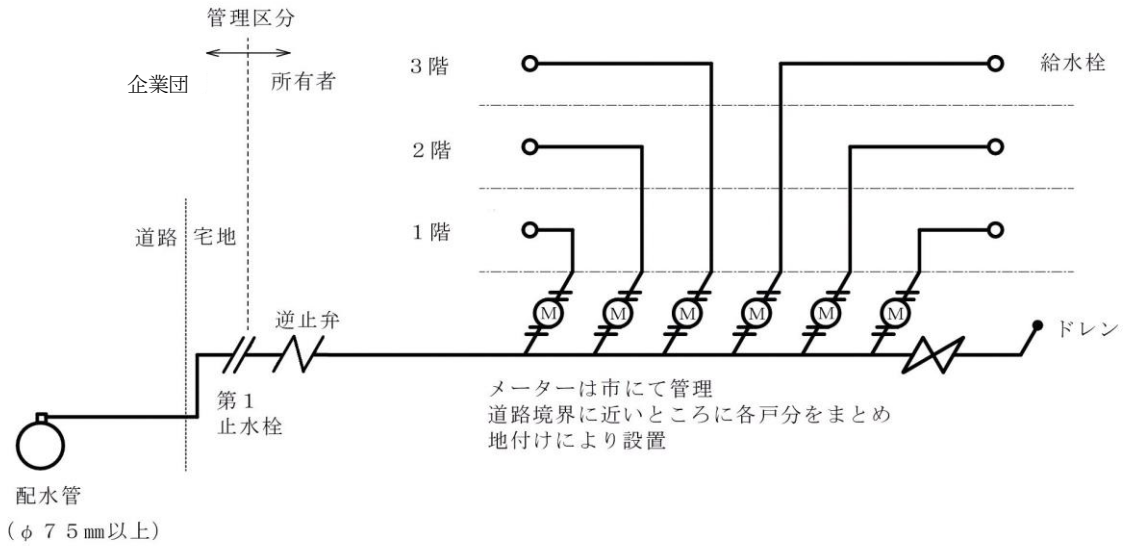 管理区分
企業団
所有者
3階
給水栓
2階
道路
宅地
1階
M
M
M
M
M
M
逆止弁
ドレン
第1
止水栓
メーターは市にて管理
道路境界に近いところに各戸分をまとめ
地付けにより設置
配水管
(φ75㎜以上)